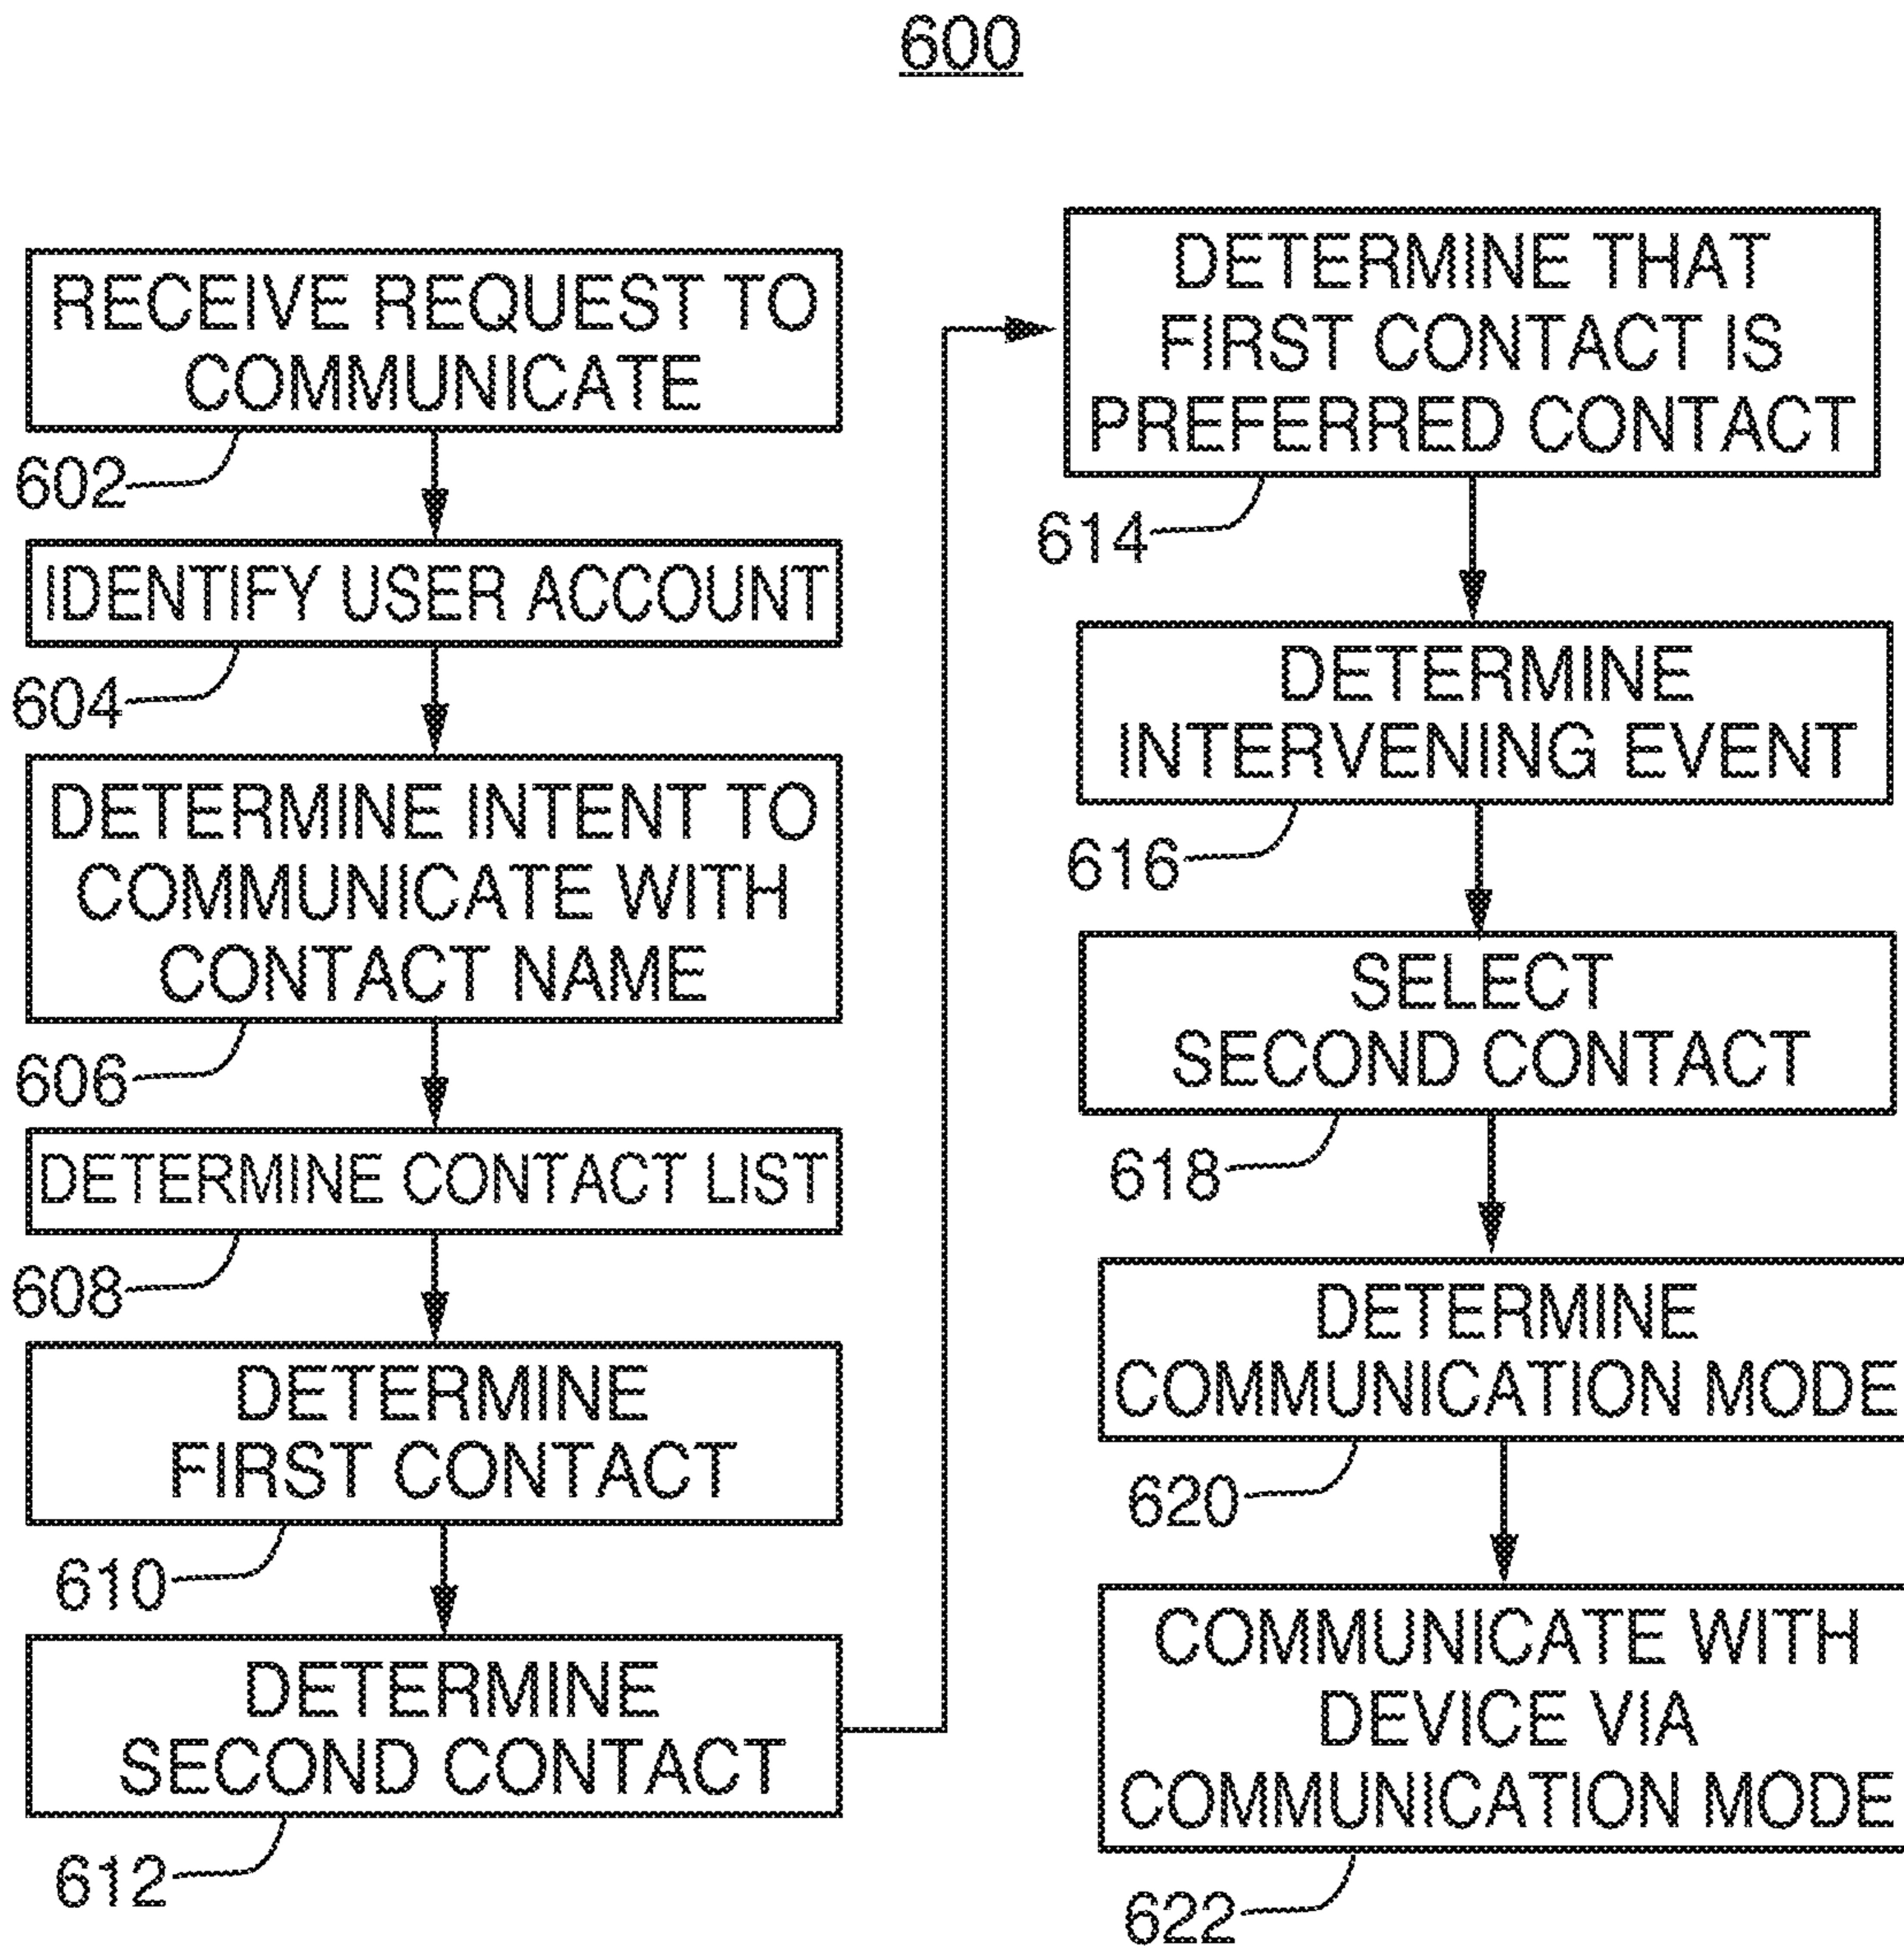 600
RECEIVE REQUEST TO
COMMUNICATE
602
IDENTIFY USER ACCOUNT
604
DETERMINE INTENT TO
COMMUNICATE WITH
CONTACT NAME
606
DETERMINE CONTACT LIST
608
DETERMINE
FIRST CONTACT
610
DETERMINE
SECOND CONTACT
612
DETERMINE THAT
FIRST CONTACT IS
PREFERRED CONTACT
614
DETERMINE
INTERVENING EVENT
616
SELECT
SECOND CONTACT
618
DETERMINE
COMMUNICATION MODE
620
COMMUNICATE WITH
DEVICE VIA
COMMUNICATION MODE
622